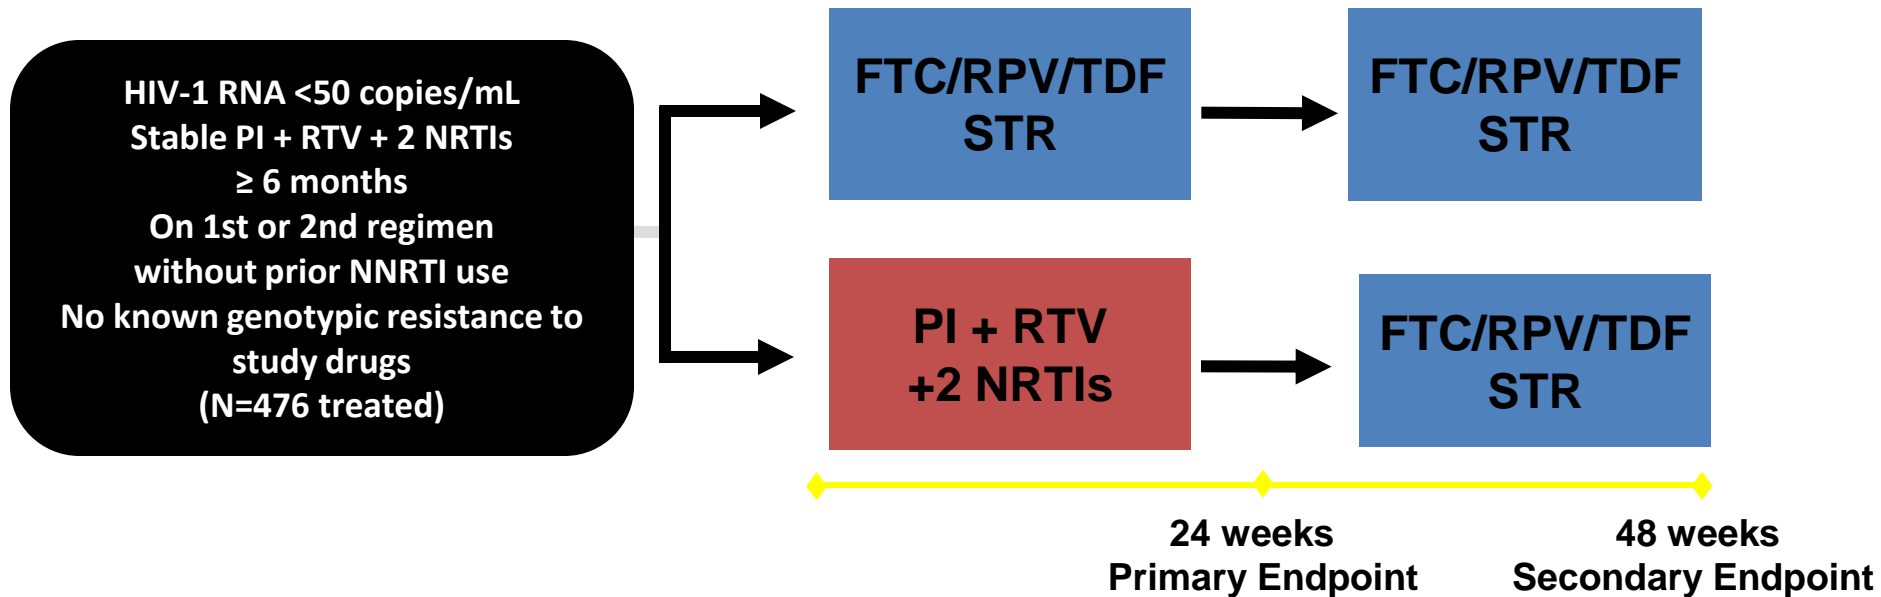 HIV-1 RNA <50 copies/mL
Stable PI + RTV + 2 NRTIs
≥ 6 months
On 1st or 2nd regimen
without prior NNRTI use
No known genotypic resistance to
study drugs
(N=476 treated)
FTC/RPV/TDF
STR
FTC/RPV/TDF
STR
PI + RTV
+2 NRTIs
FTC/RPV/TDF
STR
24 weeks
Primary Endpoint
48 weeks
Secondary Endpoint